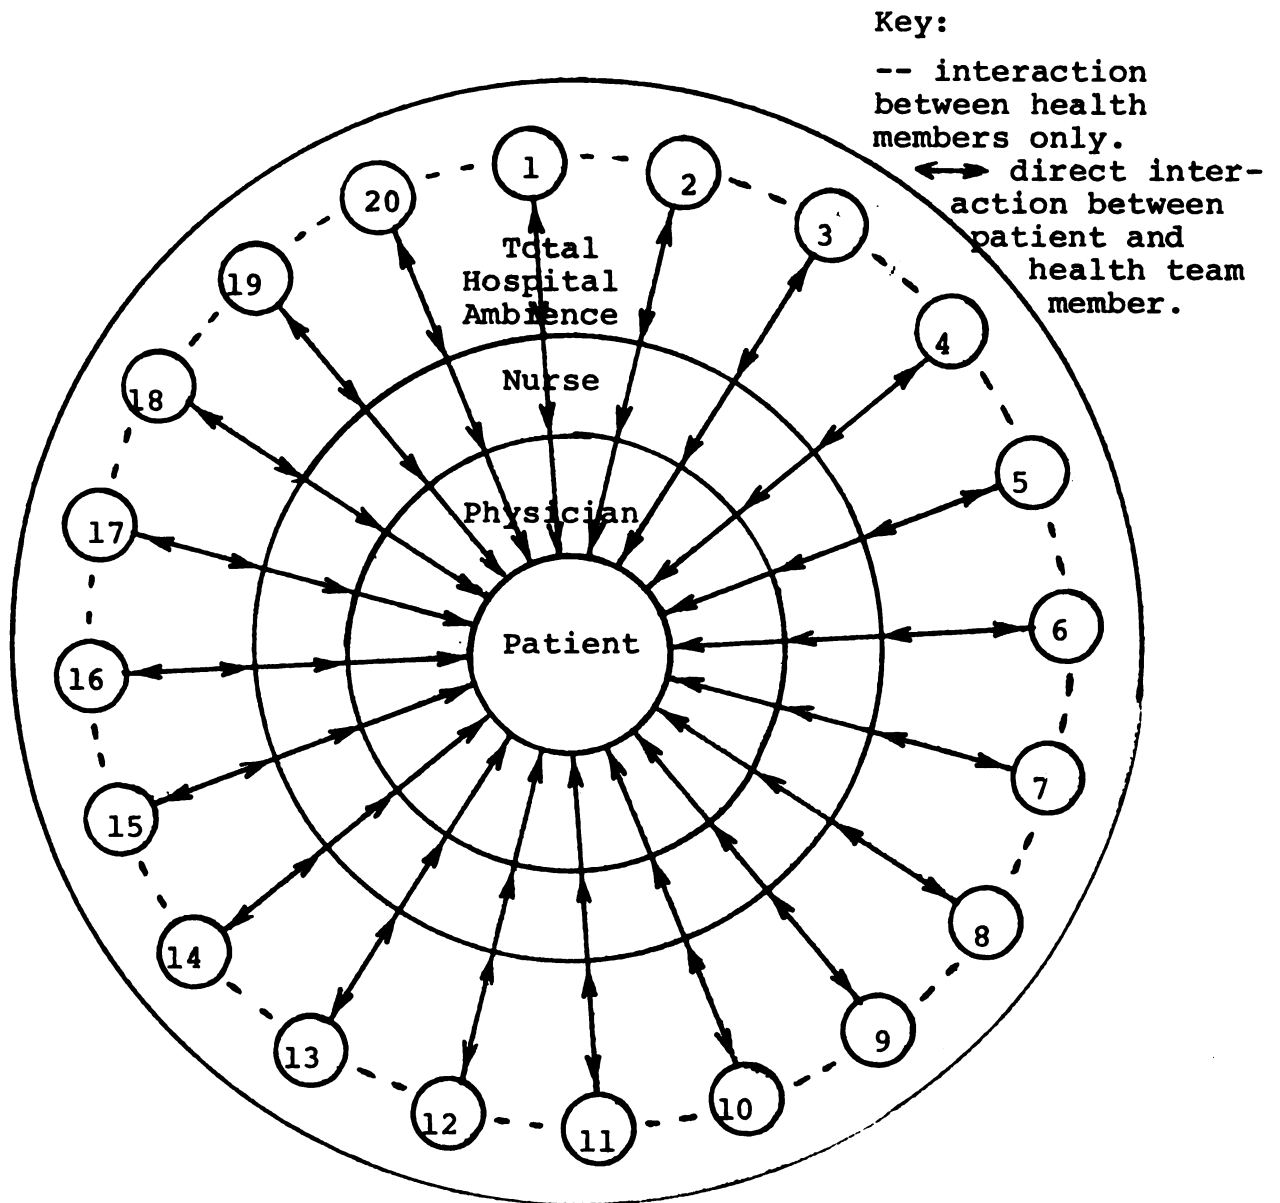 Key:
-- interaction
between health
members only.
<--> direct inter-
action between
patient and
health team
member.
1
2
3
4
5
6
7
8
9
10
11
12
13
14
15
16
17
18
19
20
Total
Hospital
Ambience
Nurse
Physician
Patient